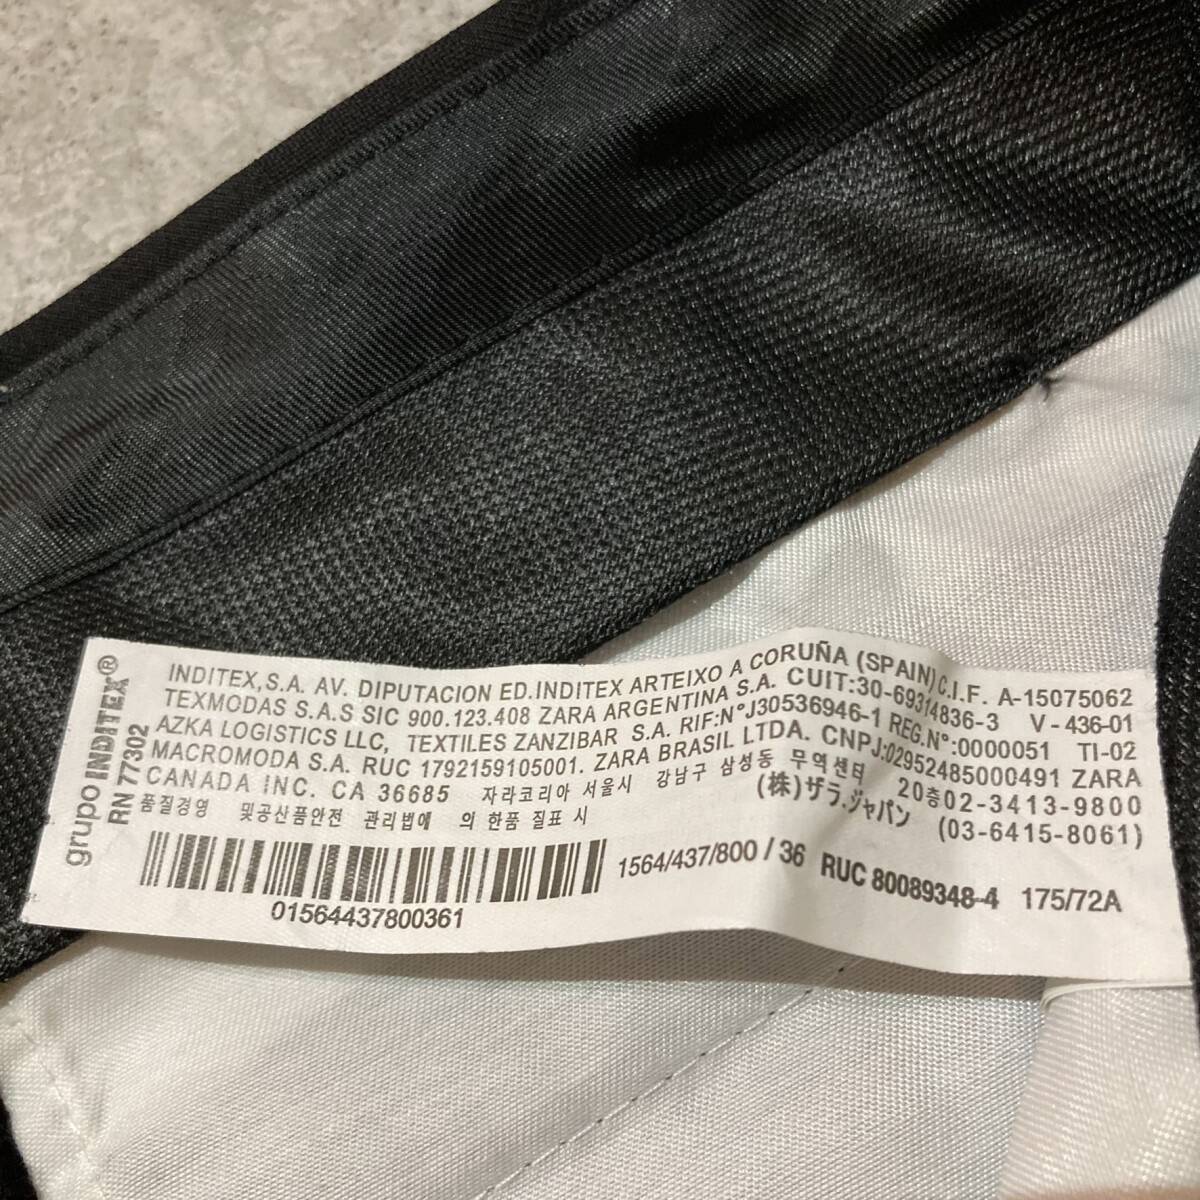 grupo INDITEX®
RN 77302
INDITEX,S.A. AV. DIPUTACION ED.INDITEX ARTEIXO A CORUÑA (SPAIN) C.I.F. A-15075062
TEXMODAS S.A.S SIC 900.123.408 ZARA ARGENTINA S.A. CUIT:30-69314836-3 V-436-01
AZKA LOGISTICS LLC, TEXTILES ZANZIBAR S.A. RIF:N°J30536946-1 REG.N°:0000051 TI-02
MACROMODA S.A. RUC 1792159105001. ZARA BRASIL LTDA. CNPJ:02952485000491 ZARA
CANADA INC. CA 36685 자라코리아 서울시 강남구 삼성동 무역센터 20층02-3413-9800
품질경영 및공산품안전 관리법에 의 한품 질표 시 (株)ザラ.ジャパン (03-6415-8061)
01564437800361
1564/437/800 / 36 RUC 80089348-4 175/72A